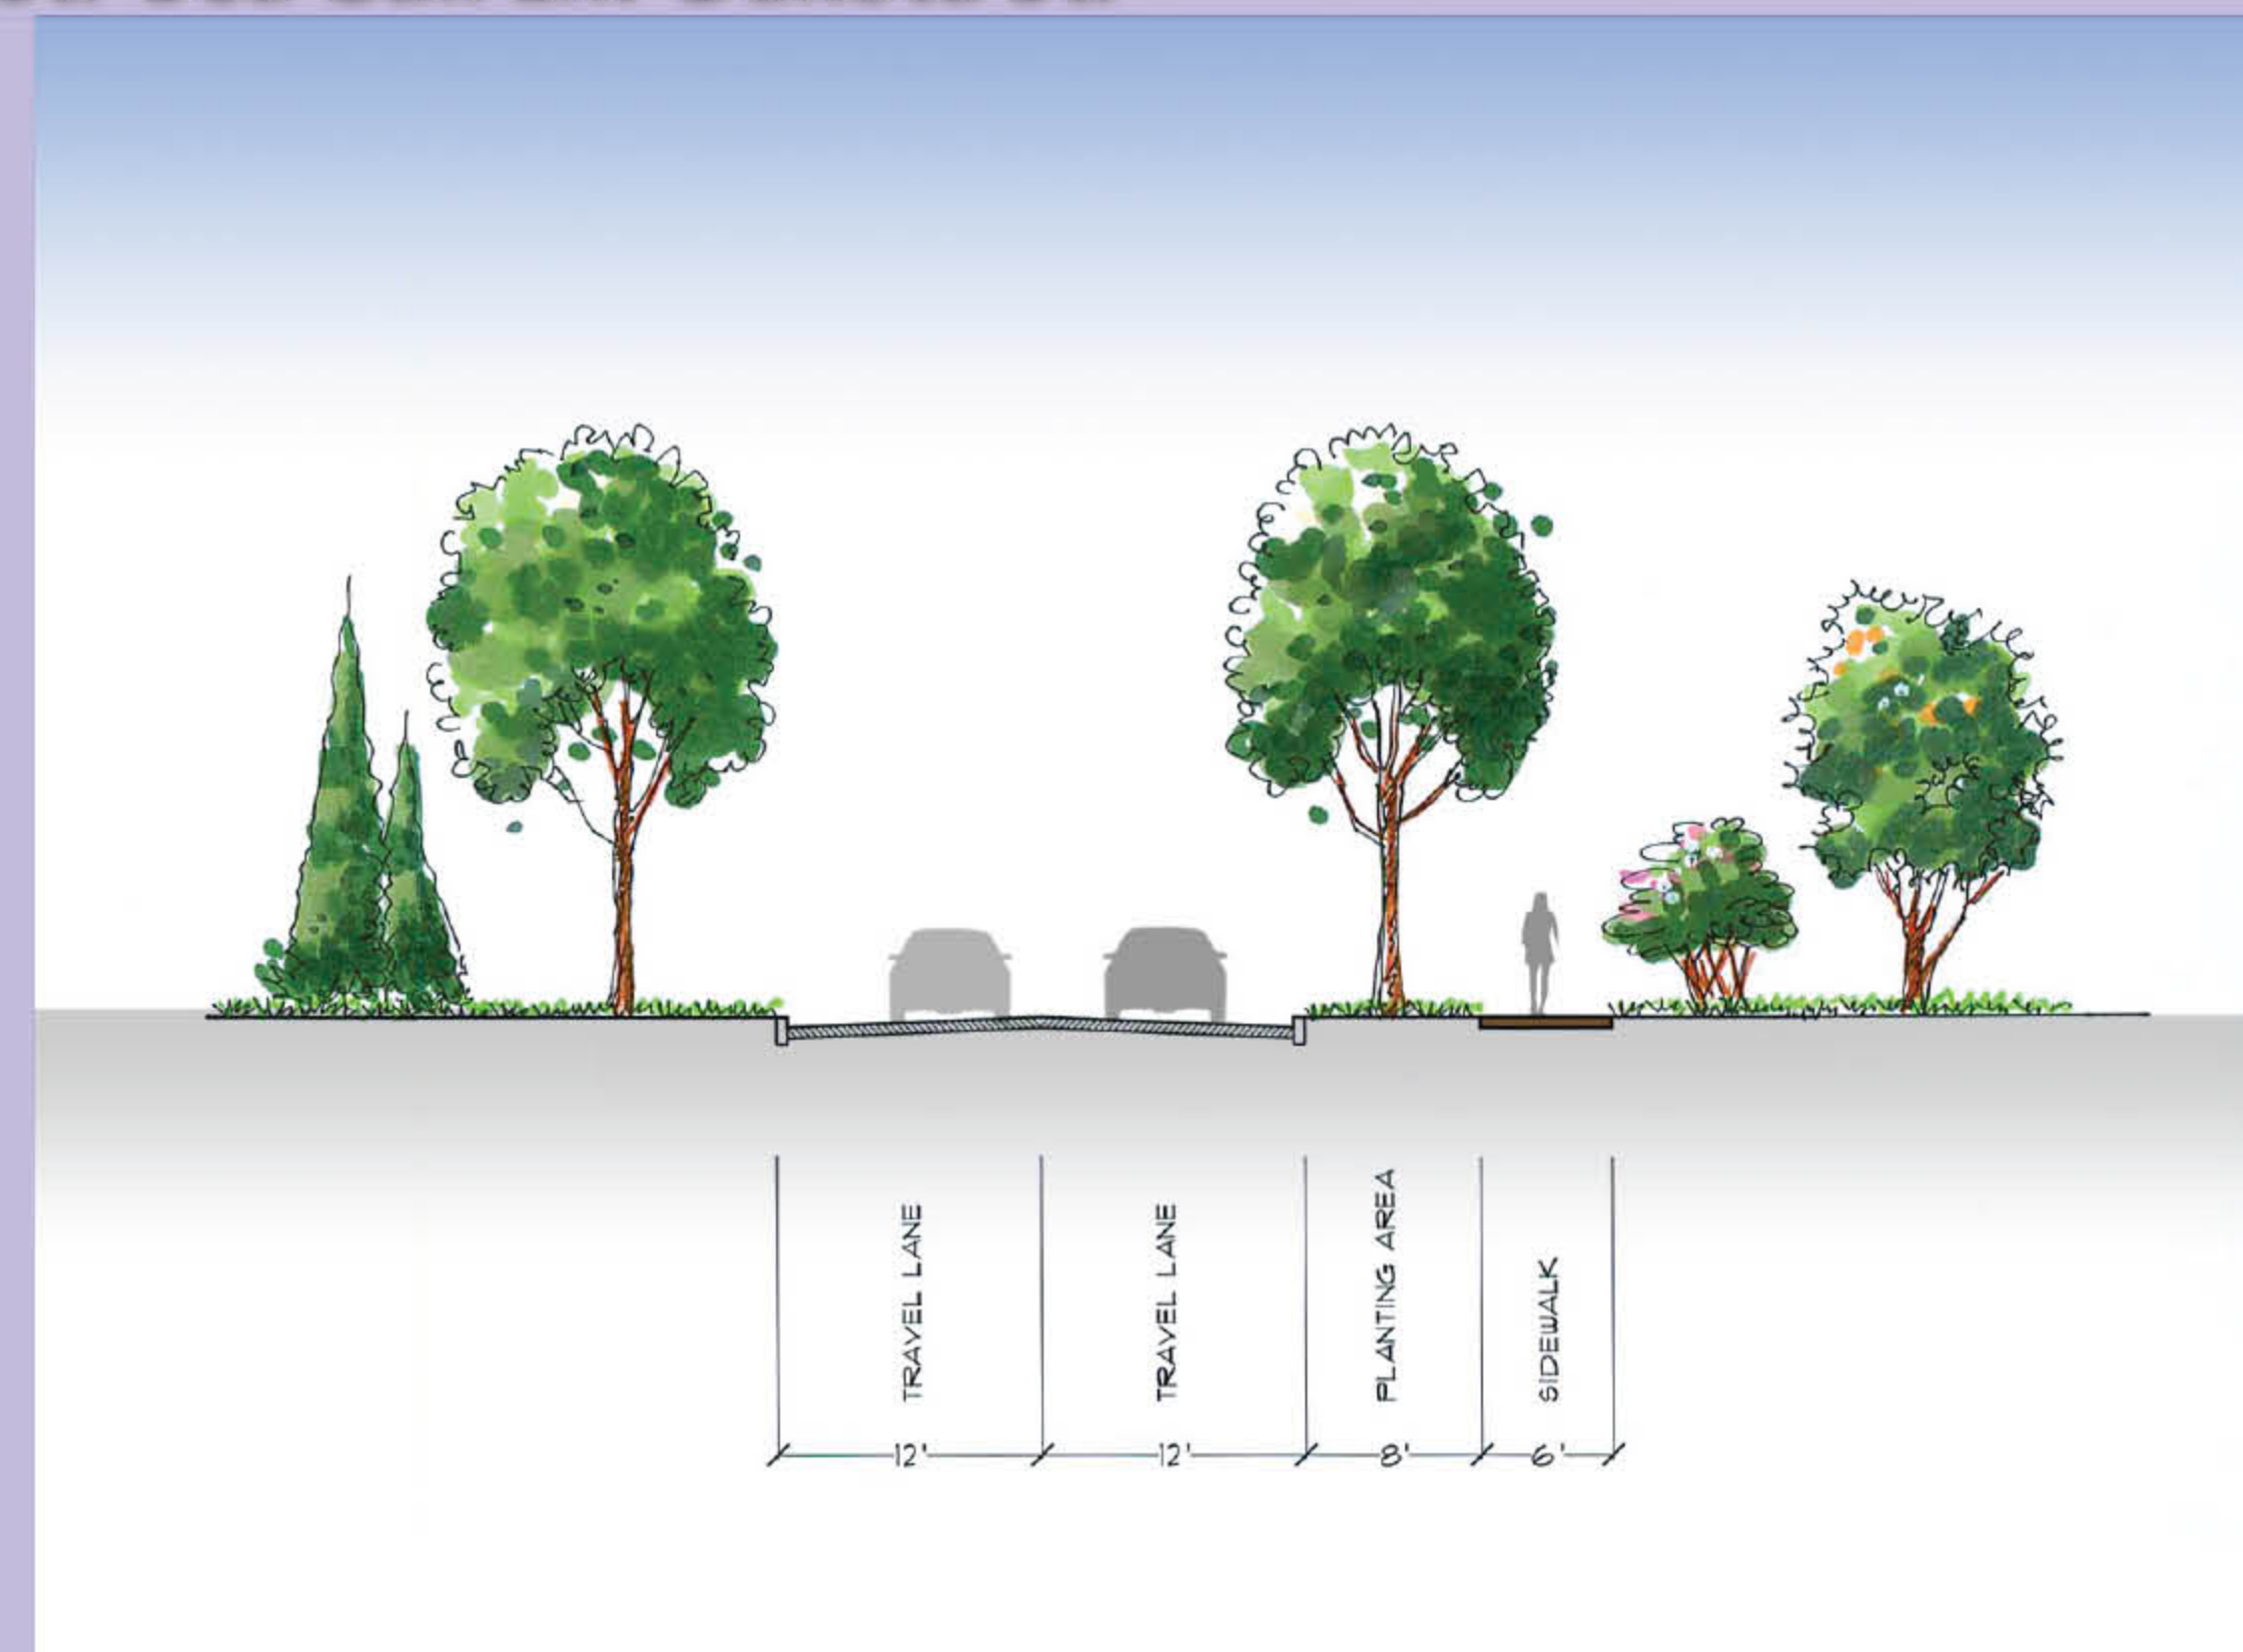 TRAVEL LANE
TRAVEL LANE
PLANTING AREA
SIDEWALK
12'
12'
8'
6'